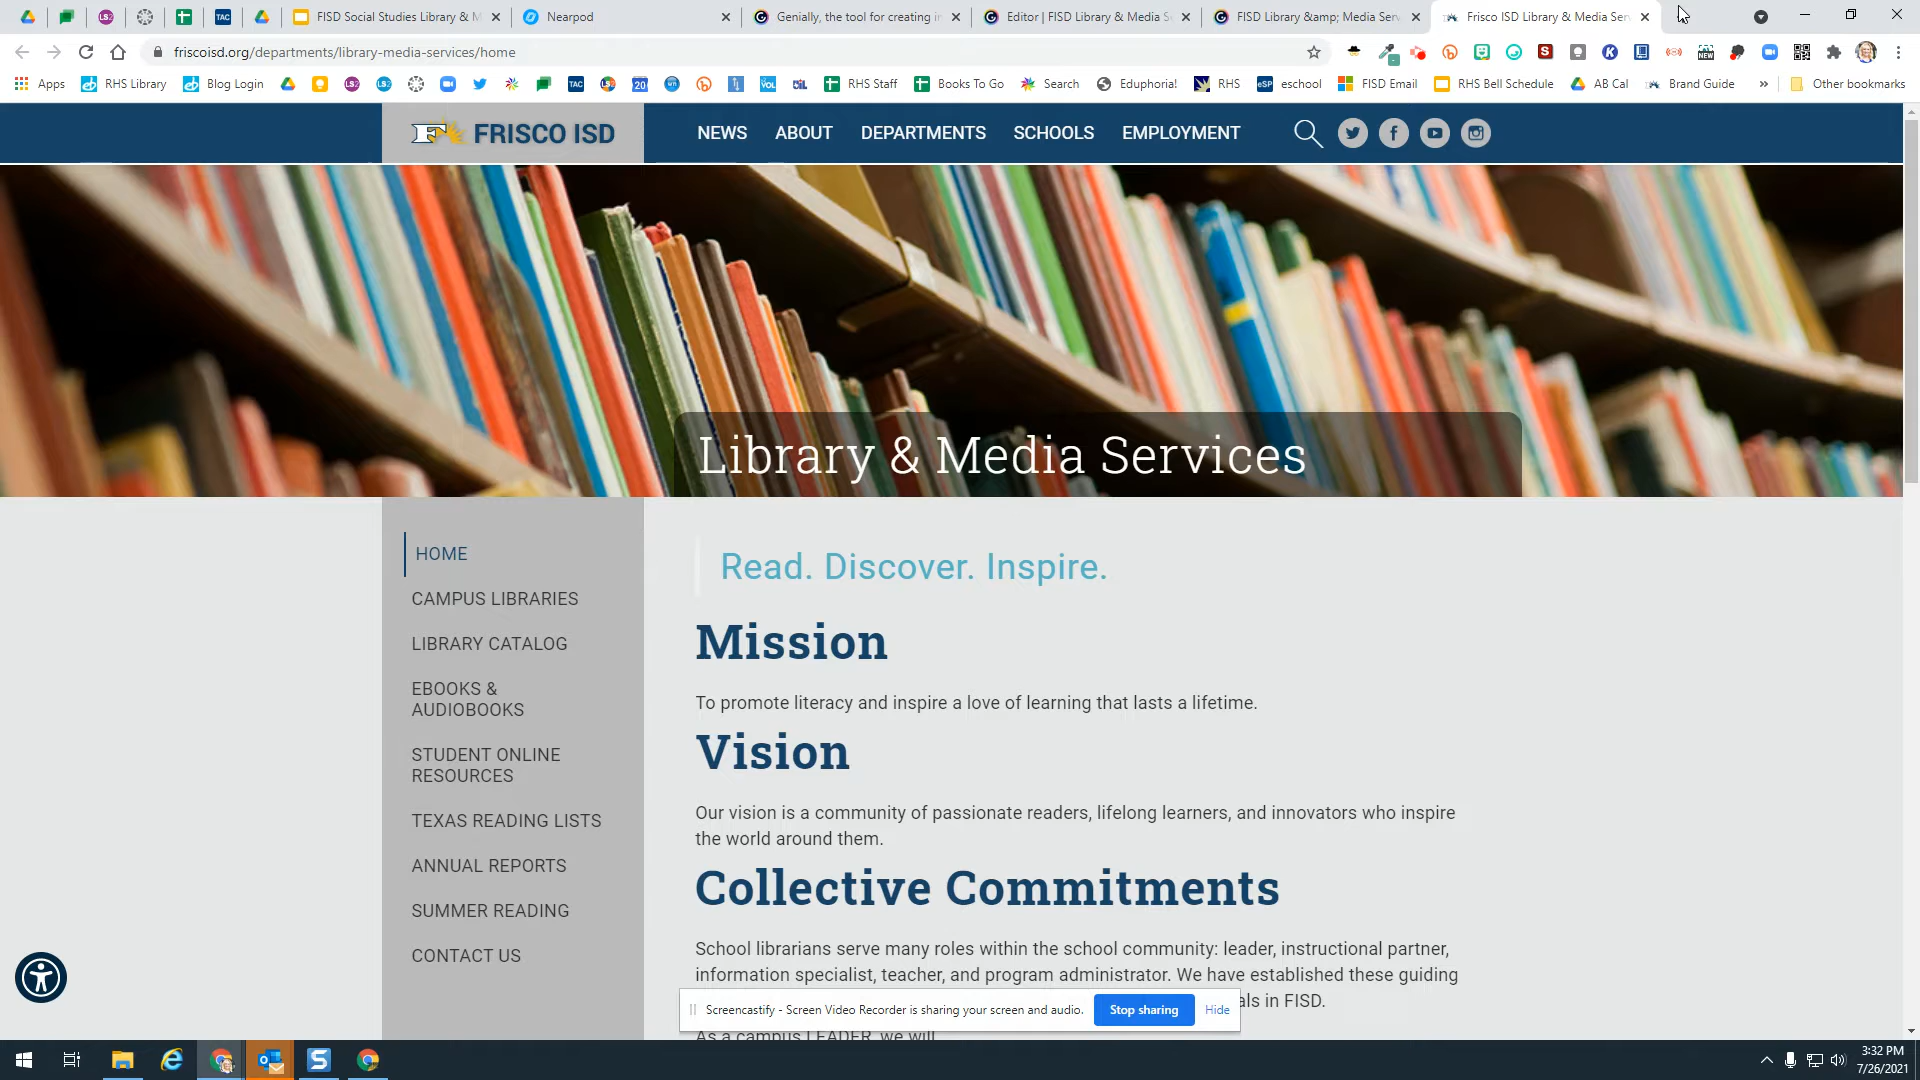 FISD Social Studies Library & M
Nearpod
Genially, the tool for creating in
Editor | FISD Library & Media Se
FISD Library &amp; Media Serv
Frisco ISD Library & Media Serv
friscoisd.org/departments/library-media-services/home
Apps
RHS Library
Blog Login
RHS Staff
Books To Go
Search
Eduphoria!
RHS
eschool
FISD Email
RHS Bell Schedule
AB Cal
Brand Guide
»
Other bookmarks
F FRISCO ISD
NEWS
ABOUT
DEPARTMENTS
SCHOOLS
EMPLOYMENT
Library & Media Services
HOME
CAMPUS LIBRARIES
LIBRARY CATALOG
EBOOKS &
AUDIOBOOKS
STUDENT ONLINE
RESOURCES
TEXAS READING LISTS
ANNUAL REPORTS
SUMMER READING
CONTACT US
Read. Discover. Inspire.
Mission
To promote literacy and inspire a love of learning that lasts a lifetime.
Vision
Our vision is a community of passionate readers, lifelong learners, and innovators who inspire
the world around them.
Collective Commitments
School librarians serve many roles within the school community: leader, instructional partner,
information specialist, teacher, and program administrator. We have established these guiding
als in FISD.
As a campus LEADER, we will
Screencastify - Screen Video Recorder is sharing your screen and audio.
Stop sharing
Hide
3:32 PM
7/26/2021